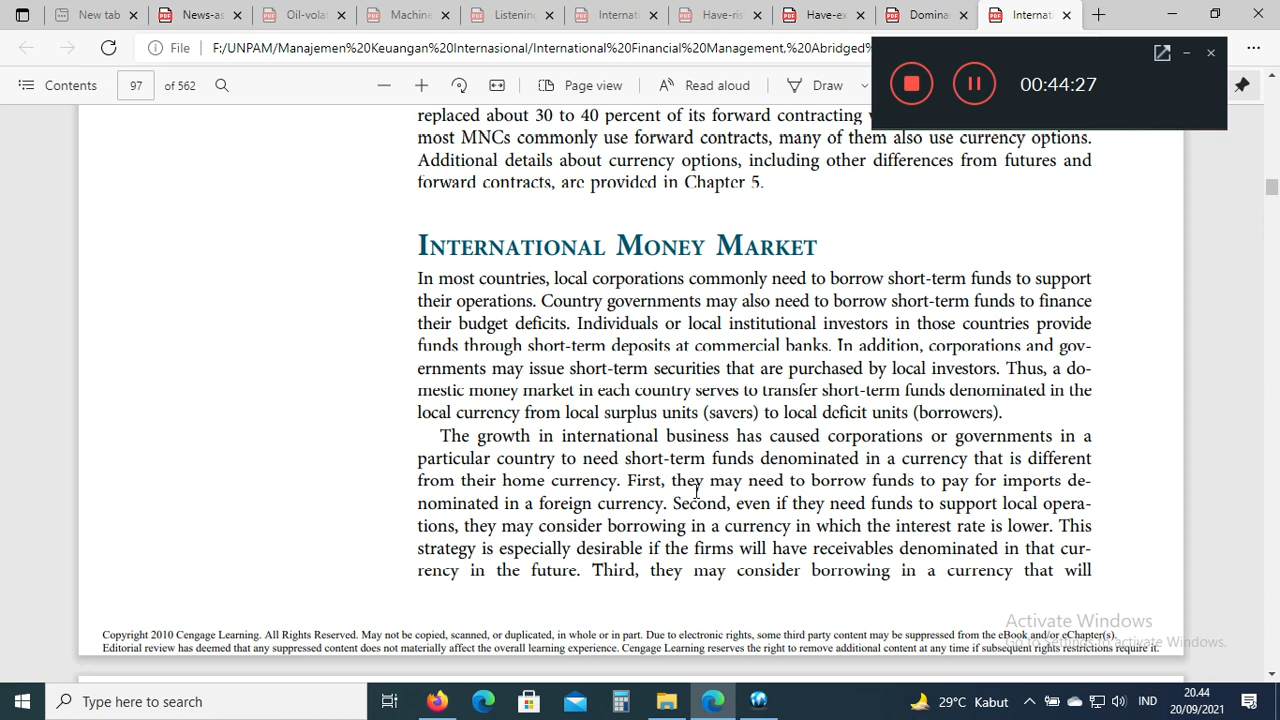 New tab
News-as
Oil-vola
Machine
Listening
Internat
Have-ris
Have-ex
Domina
Internati
File
F:/UNPAM/Manajemen%20Keuangan%20Internasional/International%20Financial%20Management,%20Abridged%
Contents
97
of 562
Page view
Read aloud
Draw
00:44:27
replaced about 30 to 40 percent of its forward contracting
most MNCs commonly use forward contracts, many of them also use currency options.
Additional details about currency options, including other differences from futures and
forward contracts, are provided in Chapter 5.
INTERNATIONAL MONEY MARKET
In most countries, local corporations commonly need to borrow short-term funds to support
their operations. Country governments may also need to borrow short-term funds to finance
their budget deficits. Individuals or local institutional investors in those countries provide
funds through short-term deposits at commercial banks. In addition, corporations and gov-
ernments may issue short-term securities that are purchased by local investors. Thus, a do-
mestic money market in each country serves to transfer short-term funds denominated in the
local currency from local surplus units (savers) to local deficit units (borrowers).
The growth in international business has caused corporations or governments in a
particular country to need short-term funds denominated in a currency that is different
from their home currency. First, they may need to borrow funds to pay for imports de-
nominated in a foreign currency. Second, even if they need funds to support local opera-
tions, they may consider borrowing in a currency in which the interest rate is lower. This
strategy is especially desirable if the firms will have receivables denominated in that cur-
rency in the future. Third, they may consider borrowing in a currency that will
Activate Windows
Go to Settings to activate Windows.
Copyright 2010 Cengage Learning. All Rights Reserved. May not be copied, scanned, or duplicated, in whole or in part. Due to electronic rights, some third party content may be suppressed from the eBook and/or eChapter(s).
Editorial review has deemed that any suppressed content does not materially affect the overall learning experience. Cengage Learning reserves the right to remove additional content at any time if subsequent rights restrictions require it.
Type here to search
29°C Kabut
IND
20.44
20/09/2021